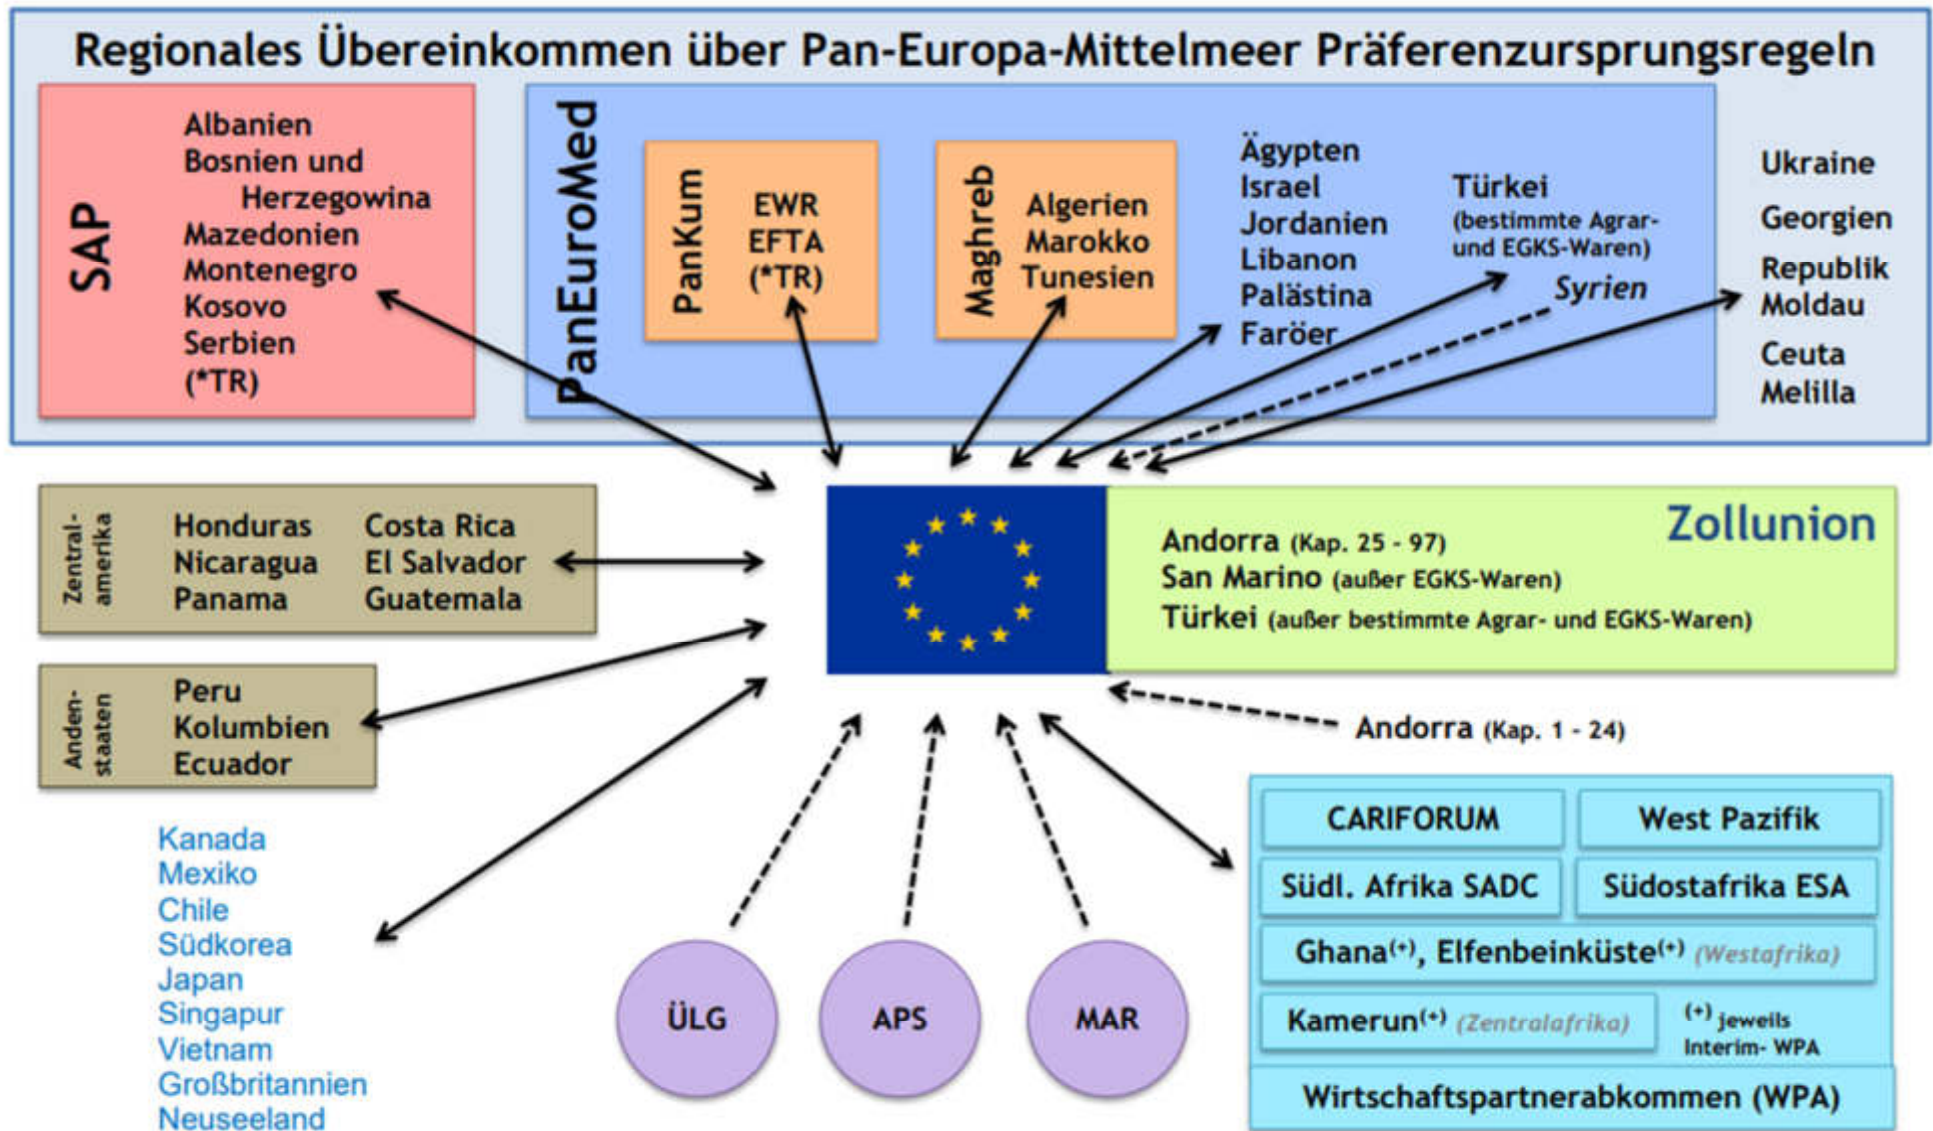 Regionales Übereinkommen über Pan-Europa-Mittelmeer Präferenzursprungsregeln
SAP
Albanien
Bosnien und
Herzegowina
Mazedonien
Montenegro
Kosovo
Serbien
(*TR)
PanEuroMed
PanKum
EWR
EFTA
(*TR)
Maghreb
Algerien
Marokko
Tunesien
Ägypten
Israel
Jordanien
Libanon
Palästina
Faröer
Türkei
(bestimmte Agrar-
und EGKS-Waren)
Syrien
Ukraine
Georgien
Republik
Moldau
Ceuta
Melilla
Zentral-
amerika
Honduras
Nicaragua
Panama
Costa Rica
El Salvador
Guatemala
Zollunion
Andorra (Kap. 25 - 97)
San Marino (außer EGKS-Waren)
Türkei (außer bestimmte Agrar- und EGKS-Waren)
Anden-
staaten
Peru
Kolumbien
Ecuador
Andorra (Kap. 1 - 24)
Kanada
Mexiko
Chile
Südkorea
Japan
Singapur
Vietnam
Großbritannien
Neuseeland
ÜLG
APS
MAR
CARIFORUM
West Pazifik
Südl. Afrika SADC
Südostafrika ESA
Ghana(+), Elfenbeinküste(+) (Westafrika)
Kamerun(+) (Zentralafrika)
(+) jeweils
Interim- WPA
Wirtschaftspartnerabkommen (WPA)